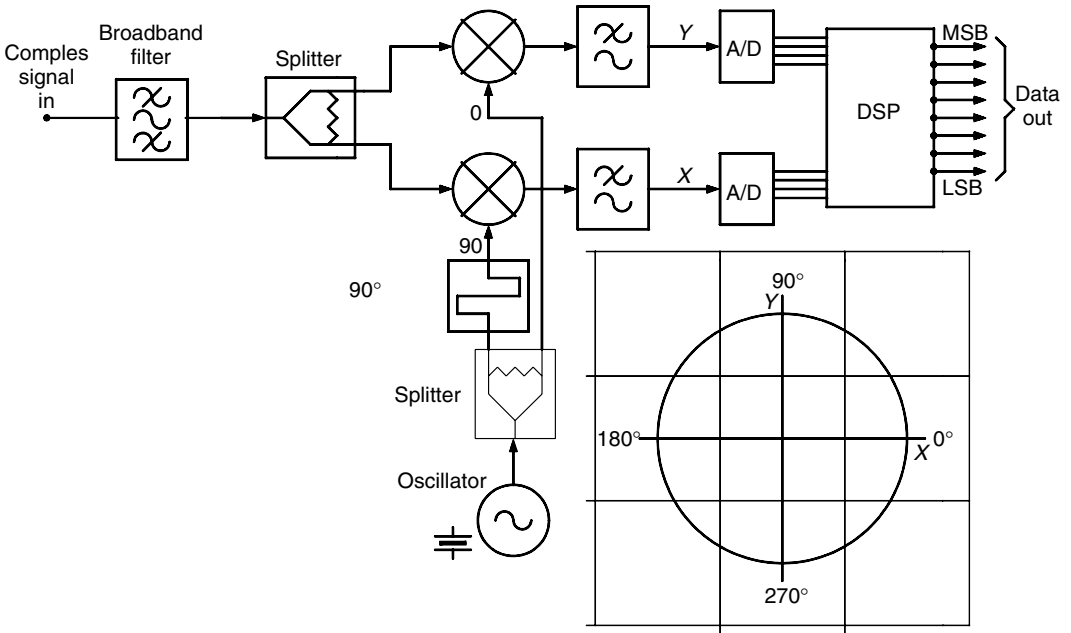 Comples
signal
in
Broadband
filter
Splitter
0
90
90°
Splitter
Oscillator
Y
X
A/D
A/D
DSP
MSB
LSB
Data
out
90°
Y
180°
0°
X
270°